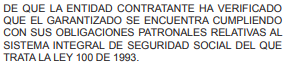 DE QUE LA ENTIDAD CONTRATANTE HA VERIFICADO
QUE EL GARANTIZADO SE ENCUENTRA CUMPLIENDO
CON SUS OBLIGACIONES PATRONALES RELATIVAS AL
SISTEMA INTEGRAL DE SEGURIDAD SOCIAL DEL QUE
TRATA LA LEY 100 DE 1993.